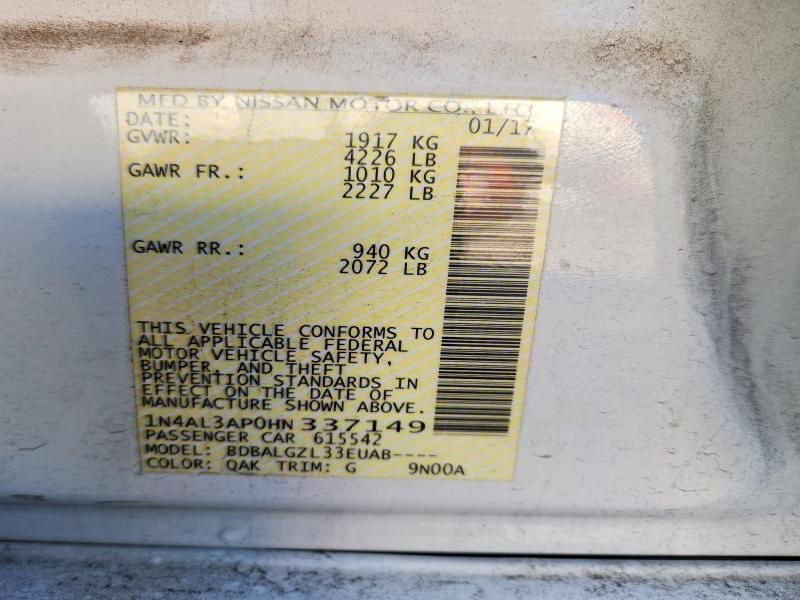 MFD BY NISSAN MOTOR CO., LTD
DATE: 01/17
GVWR: 1917 KG
4226 LB
GAWR FR.: 1010 KG
2227 LB
GAWR RR.: 940 KG
2072 LB
THIS VEHICLE CONFORMS TO
ALL APPLICABLE FEDERAL
MOTOR VEHICLE SAFETY,
BUMPER, AND THEFT
PREVENTION STANDARDS IN
EFFECT ON THE DATE OF
MANUFACTURE SHOWN ABOVE.
1N4AL3AP0HN 337149
PASSENGER CAR 615542
MODEL: BDBALGZL33EUAB----
COLOR: QAK TRIM: G 9N00A